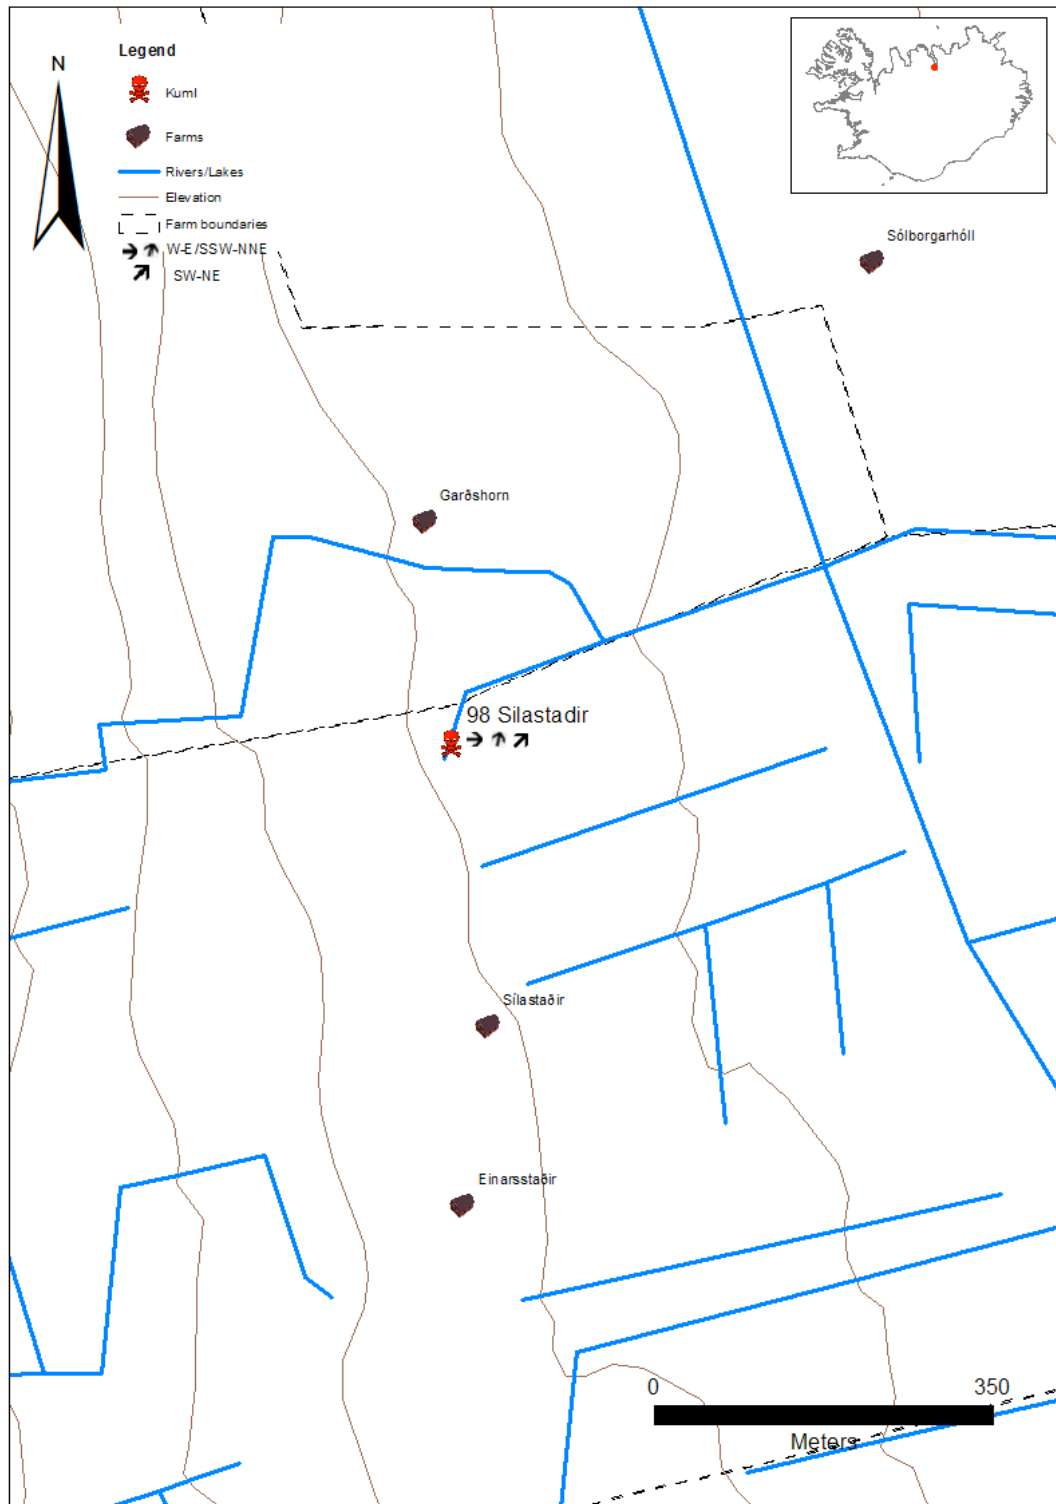 N
Legend
Kuml
Farms
Rivers/Lakes
Elevation
Farm boundaries
W-E/SSW-NNE
SW-NE
Sólborgarhóll
Garðshorn
98 Silastadir
Sílastaðir
Einarsstaðir
0 350
Meters